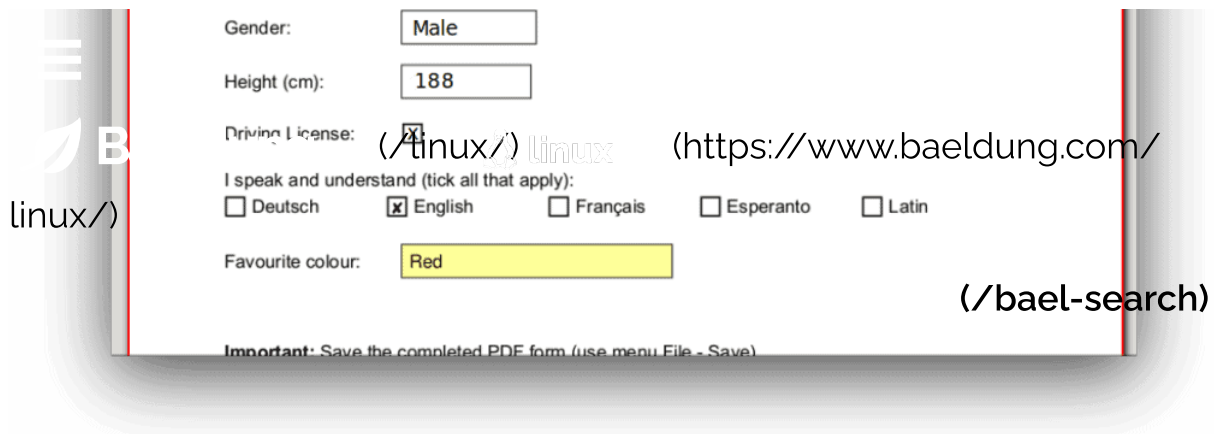 Gender: Male
Height (cm): 188
Driving License: X
(/linux/) linux (https://www.baeldung.com/
I speak and understand (tick all that apply):
Deutsch x English Français Esperanto Latin
linux/)
Favourite colour: Red
(/bael-search)
Important: Save the completed PDF form (use menu File - Save)